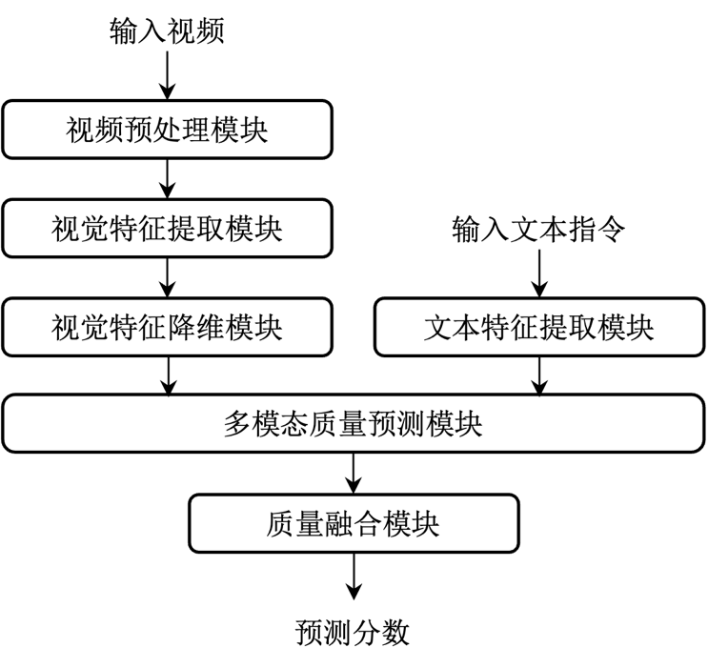 输入视频
视频预处理模块
视觉特征提取模块
输入文本指令
视觉特征降维模块
文本特征提取模块
多模态质量预测模块
质量融合模块
预测分数